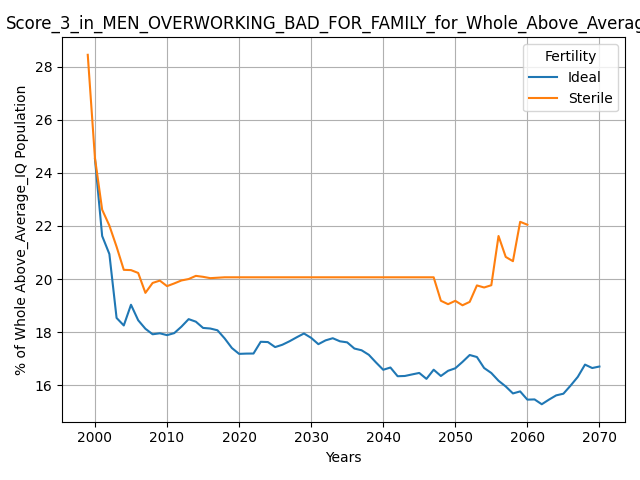 Score_3_in_MEN_OVERWORKING_BAD_FOR_FAMILY_for_Whole_Above_Averag
Fertility
Ideal
Sterile
% of Whole Above_Average_IQ Population
28
26
24
22
20
18
16
2000 2010 2020 2030 2040 2050 2060 2070
Years